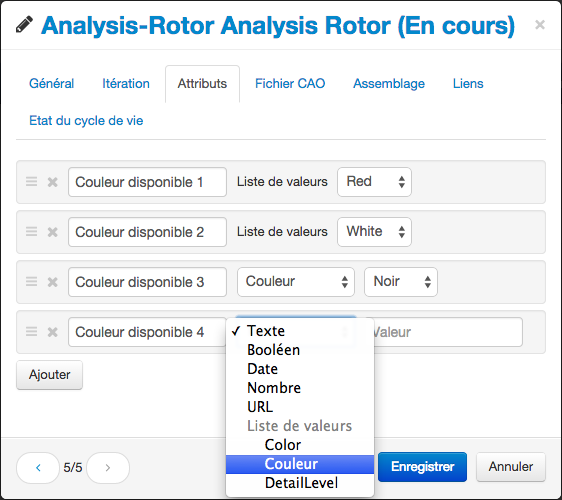 Analysis-Rotor Analysis Rotor (En cours) ×
Général Itération Attributs Fichier CAO Assemblage Liens
Etat du cycle de vie
Couleur disponible 1 Liste de valeurs Red
Couleur disponible 2 Liste de valeurs White
Couleur disponible 3 Couleur Noir
Couleur disponible 4 ✓ Texte Valeur
Booléen
Date
Nombre
URL
Liste de valeurs
Color
Couleur
DetailLevel
Ajouter
< 5/5 > Enregistrer Annuler